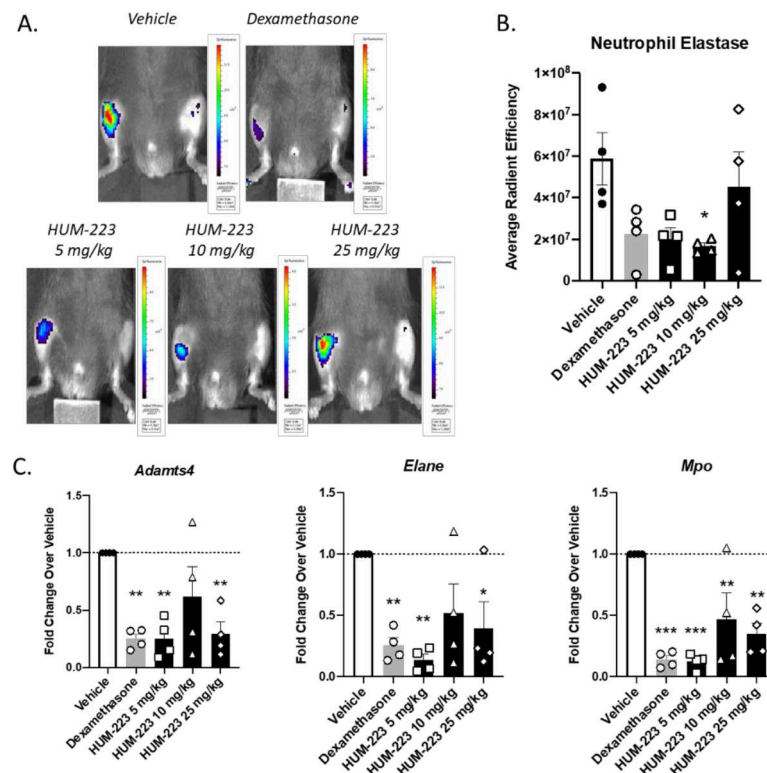 A.
Vehicle
Dexamethasone
HUM-223
5 mg/kg
HUM-223
10 mg/kg
HUM-223
25 mg/kg
B.
Neutrophil Elastase
Average Radient Efficiency
1×10⁸
8×10⁷
6×10⁷
4×10⁷
2×10⁷
0
*
Vehicle
Dexamethasone
HUM-223 5 mg/kg
HUM-223 10 mg/kg
HUM-223 25 mg/kg
C.
Adamts4
Fold Change Over Vehicle
1.5
1.0
0.5
0.0
** ** **
Vehicle
Dexamethasone
HUM-223 5 mg/kg
HUM-223 10 mg/kg
HUM-223 25 mg/kg
Elane
Fold Change Over Vehicle
1.5
1.0
0.5
0.0
** ** *
Vehicle
Dexamethasone
HUM-223 5 mg/kg
HUM-223 10 mg/kg
HUM-223 25 mg/kg
Mpo
Fold Change Over Vehicle
1.5
1.0
0.5
0.0
*** *** ** **
Vehicle
Dexamethasone
HUM-223 5 mg/kg
HUM-223 10 mg/kg
HUM-223 25 mg/kg